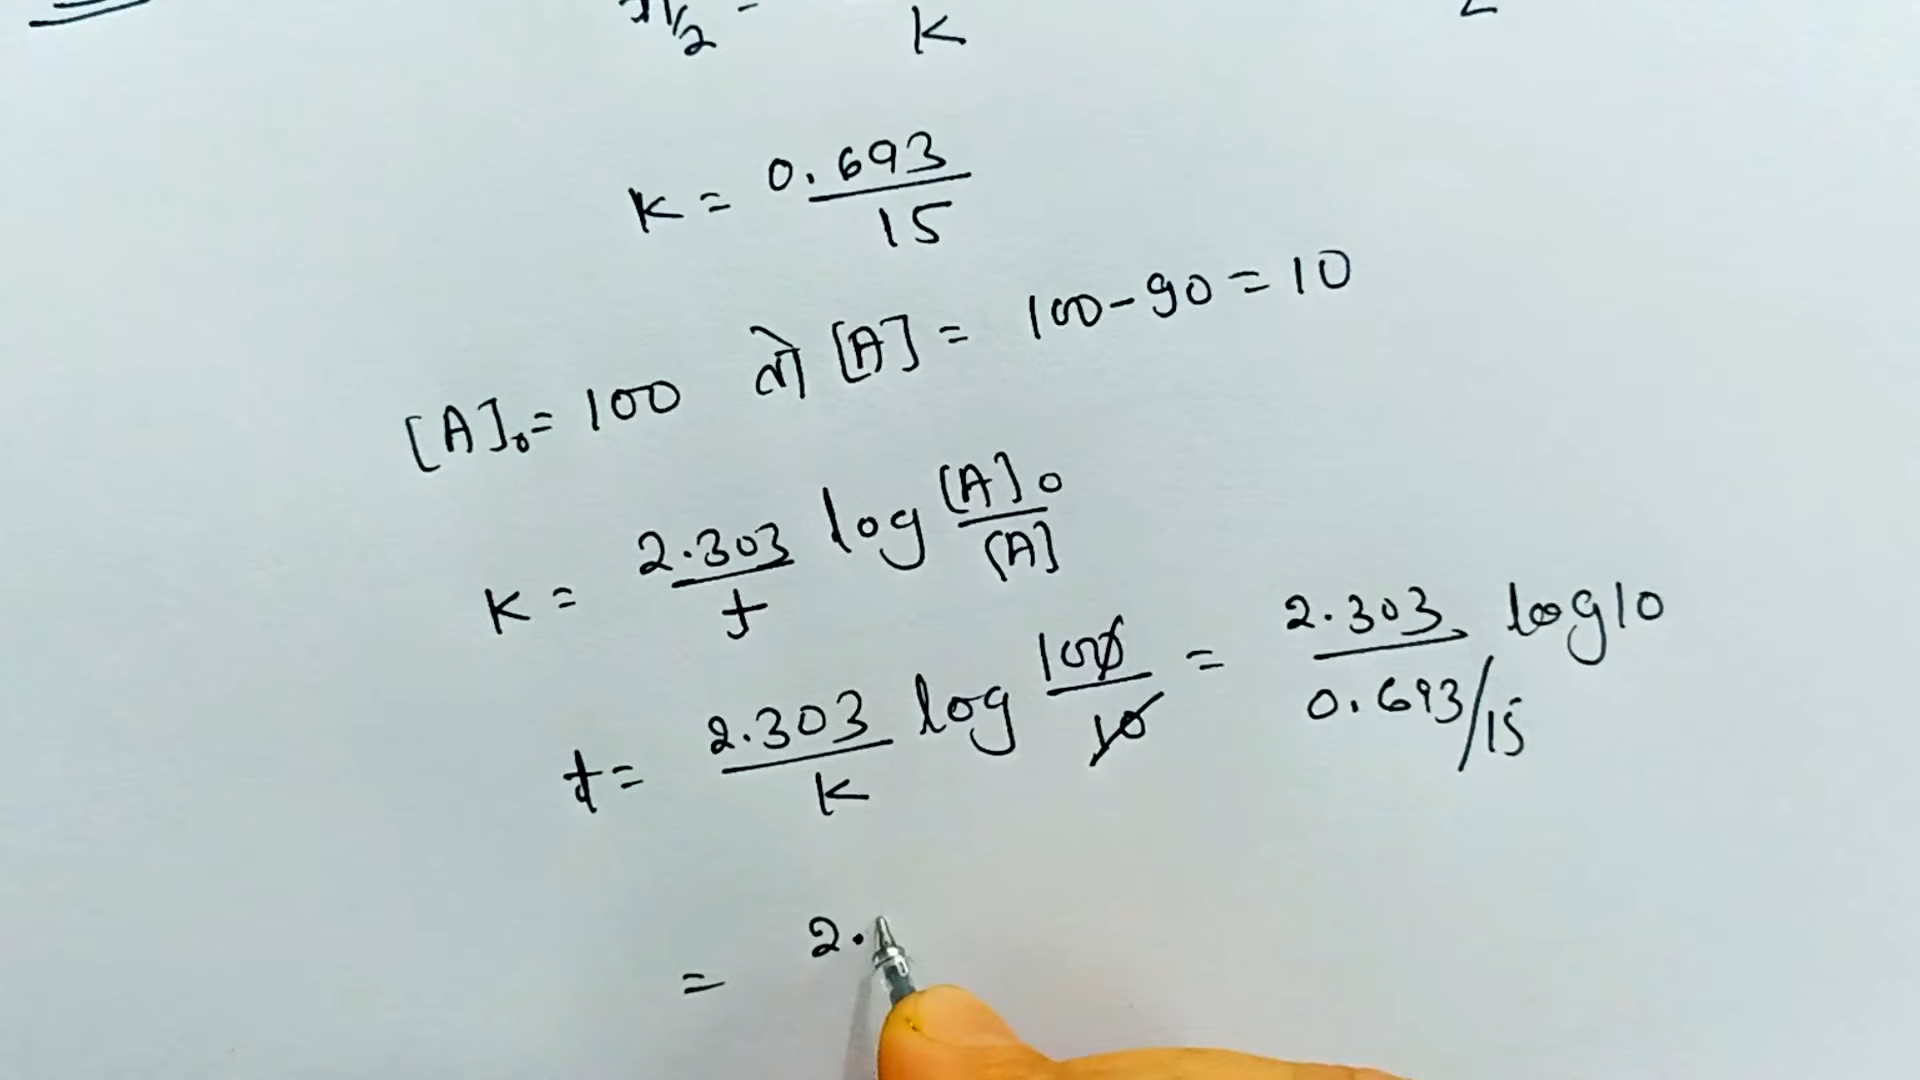 K
K = 0.693/15
[A]₀ = 100 तो [A] = 100-90 = 10
K = 2.303/t log [A]₀/[A]
t = 2.303/K log 100/10 = 2.303/0.693/15 log10
= 2.